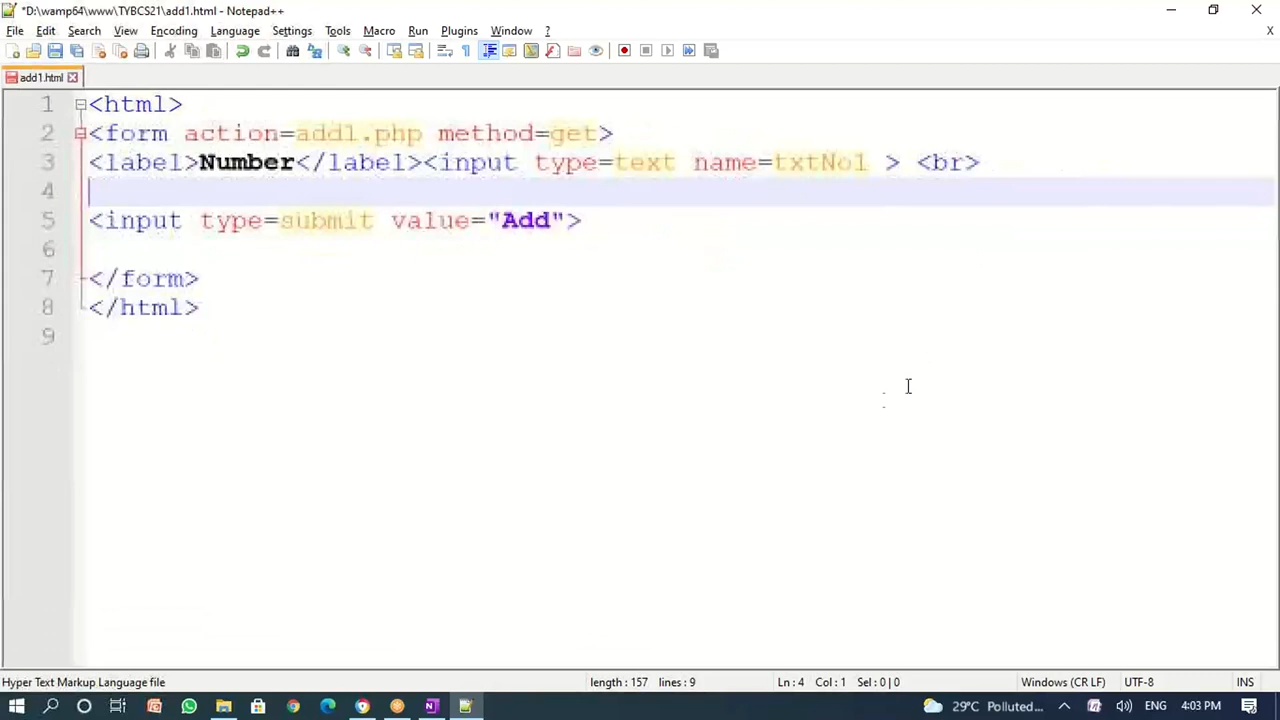 *D:\wamp64\www\TYBCS21\add1.html - Notepad++
File Edit Search View Encoding Language Settings Tools Macro Run Plugins Window ? X
add1.html
1 <html>
2 <form action=add1.php method=get>
3 <label>Number</label><input type=text name=txtNo1 > <br>
4
5 <input type=submit value="Add">
6
7 </form>
8 </html>
9
Hyper Text Markup Language file length : 157 lines : 9 Ln : 4 Col : 1 Sel : 0 | 0 Windows (CR LF) UTF-8 INS
29°C Polluted... ENG 4:03 PM